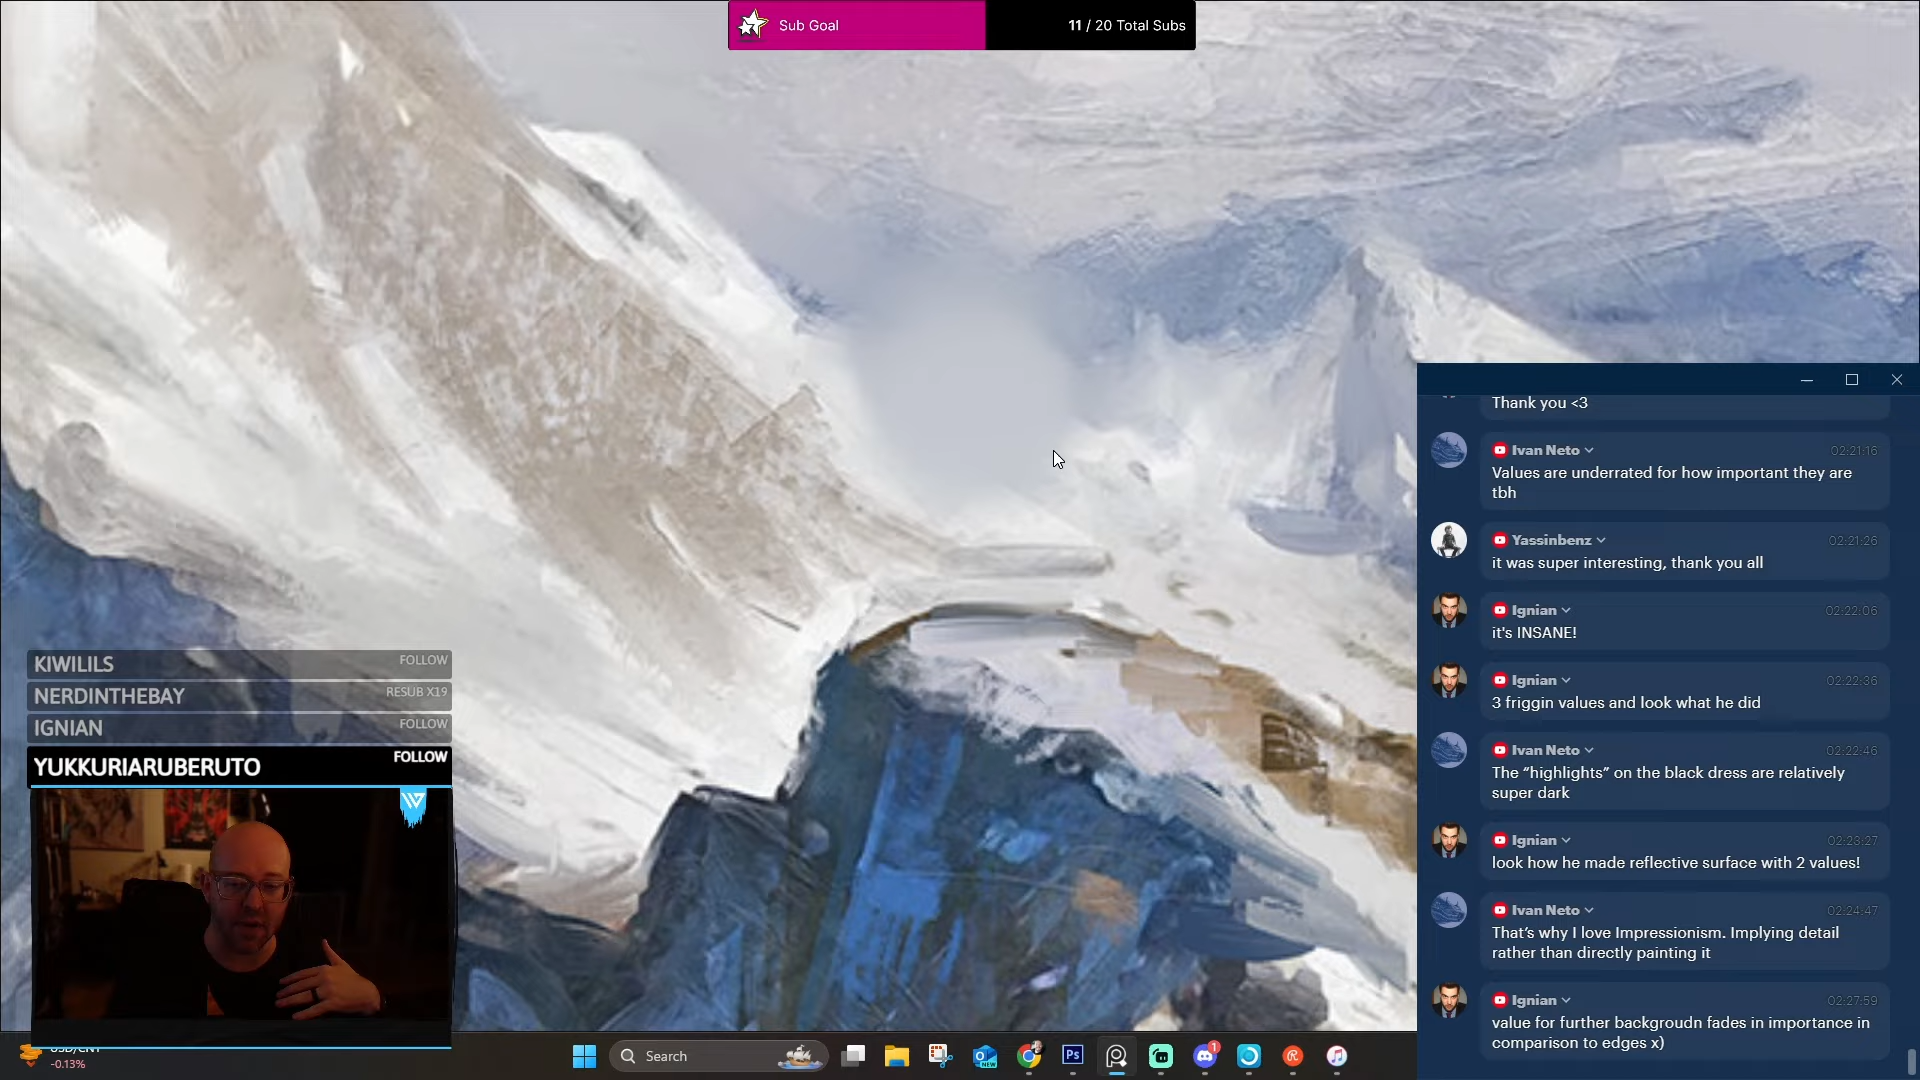 Sub Goal
11 / 20 Total Subs
Thank you <3
Ivan Neto
02:21:16
Values are underrated for how important they are
tbh
Yassinbenz
02:21:26
it was super interesting, thank you all
Ignian
02:22:06
it's INSANE!
Ignian
02:22:36
3 friggin values and look what he did
Ivan Neto
02:22:46
The “highlights” on the black dress are relatively
super dark
Ignian
02:23:27
look how he made reflective surface with 2 values!
Ivan Neto
02:24:47
That’s why I love Impressionism. Implying detail
rather than directly painting it
Ignian
02:27:59
value for further backgroudn fades in importance in
comparison to edges x)
KIWILILS
FOLLOW
NERDINTHEBAY
RESUB X19
IGNIAN
FOLLOW
YUKKURIARUBERUTO
FOLLOW
USD/CNY
-0.13%
Search
NEW
Ps
1